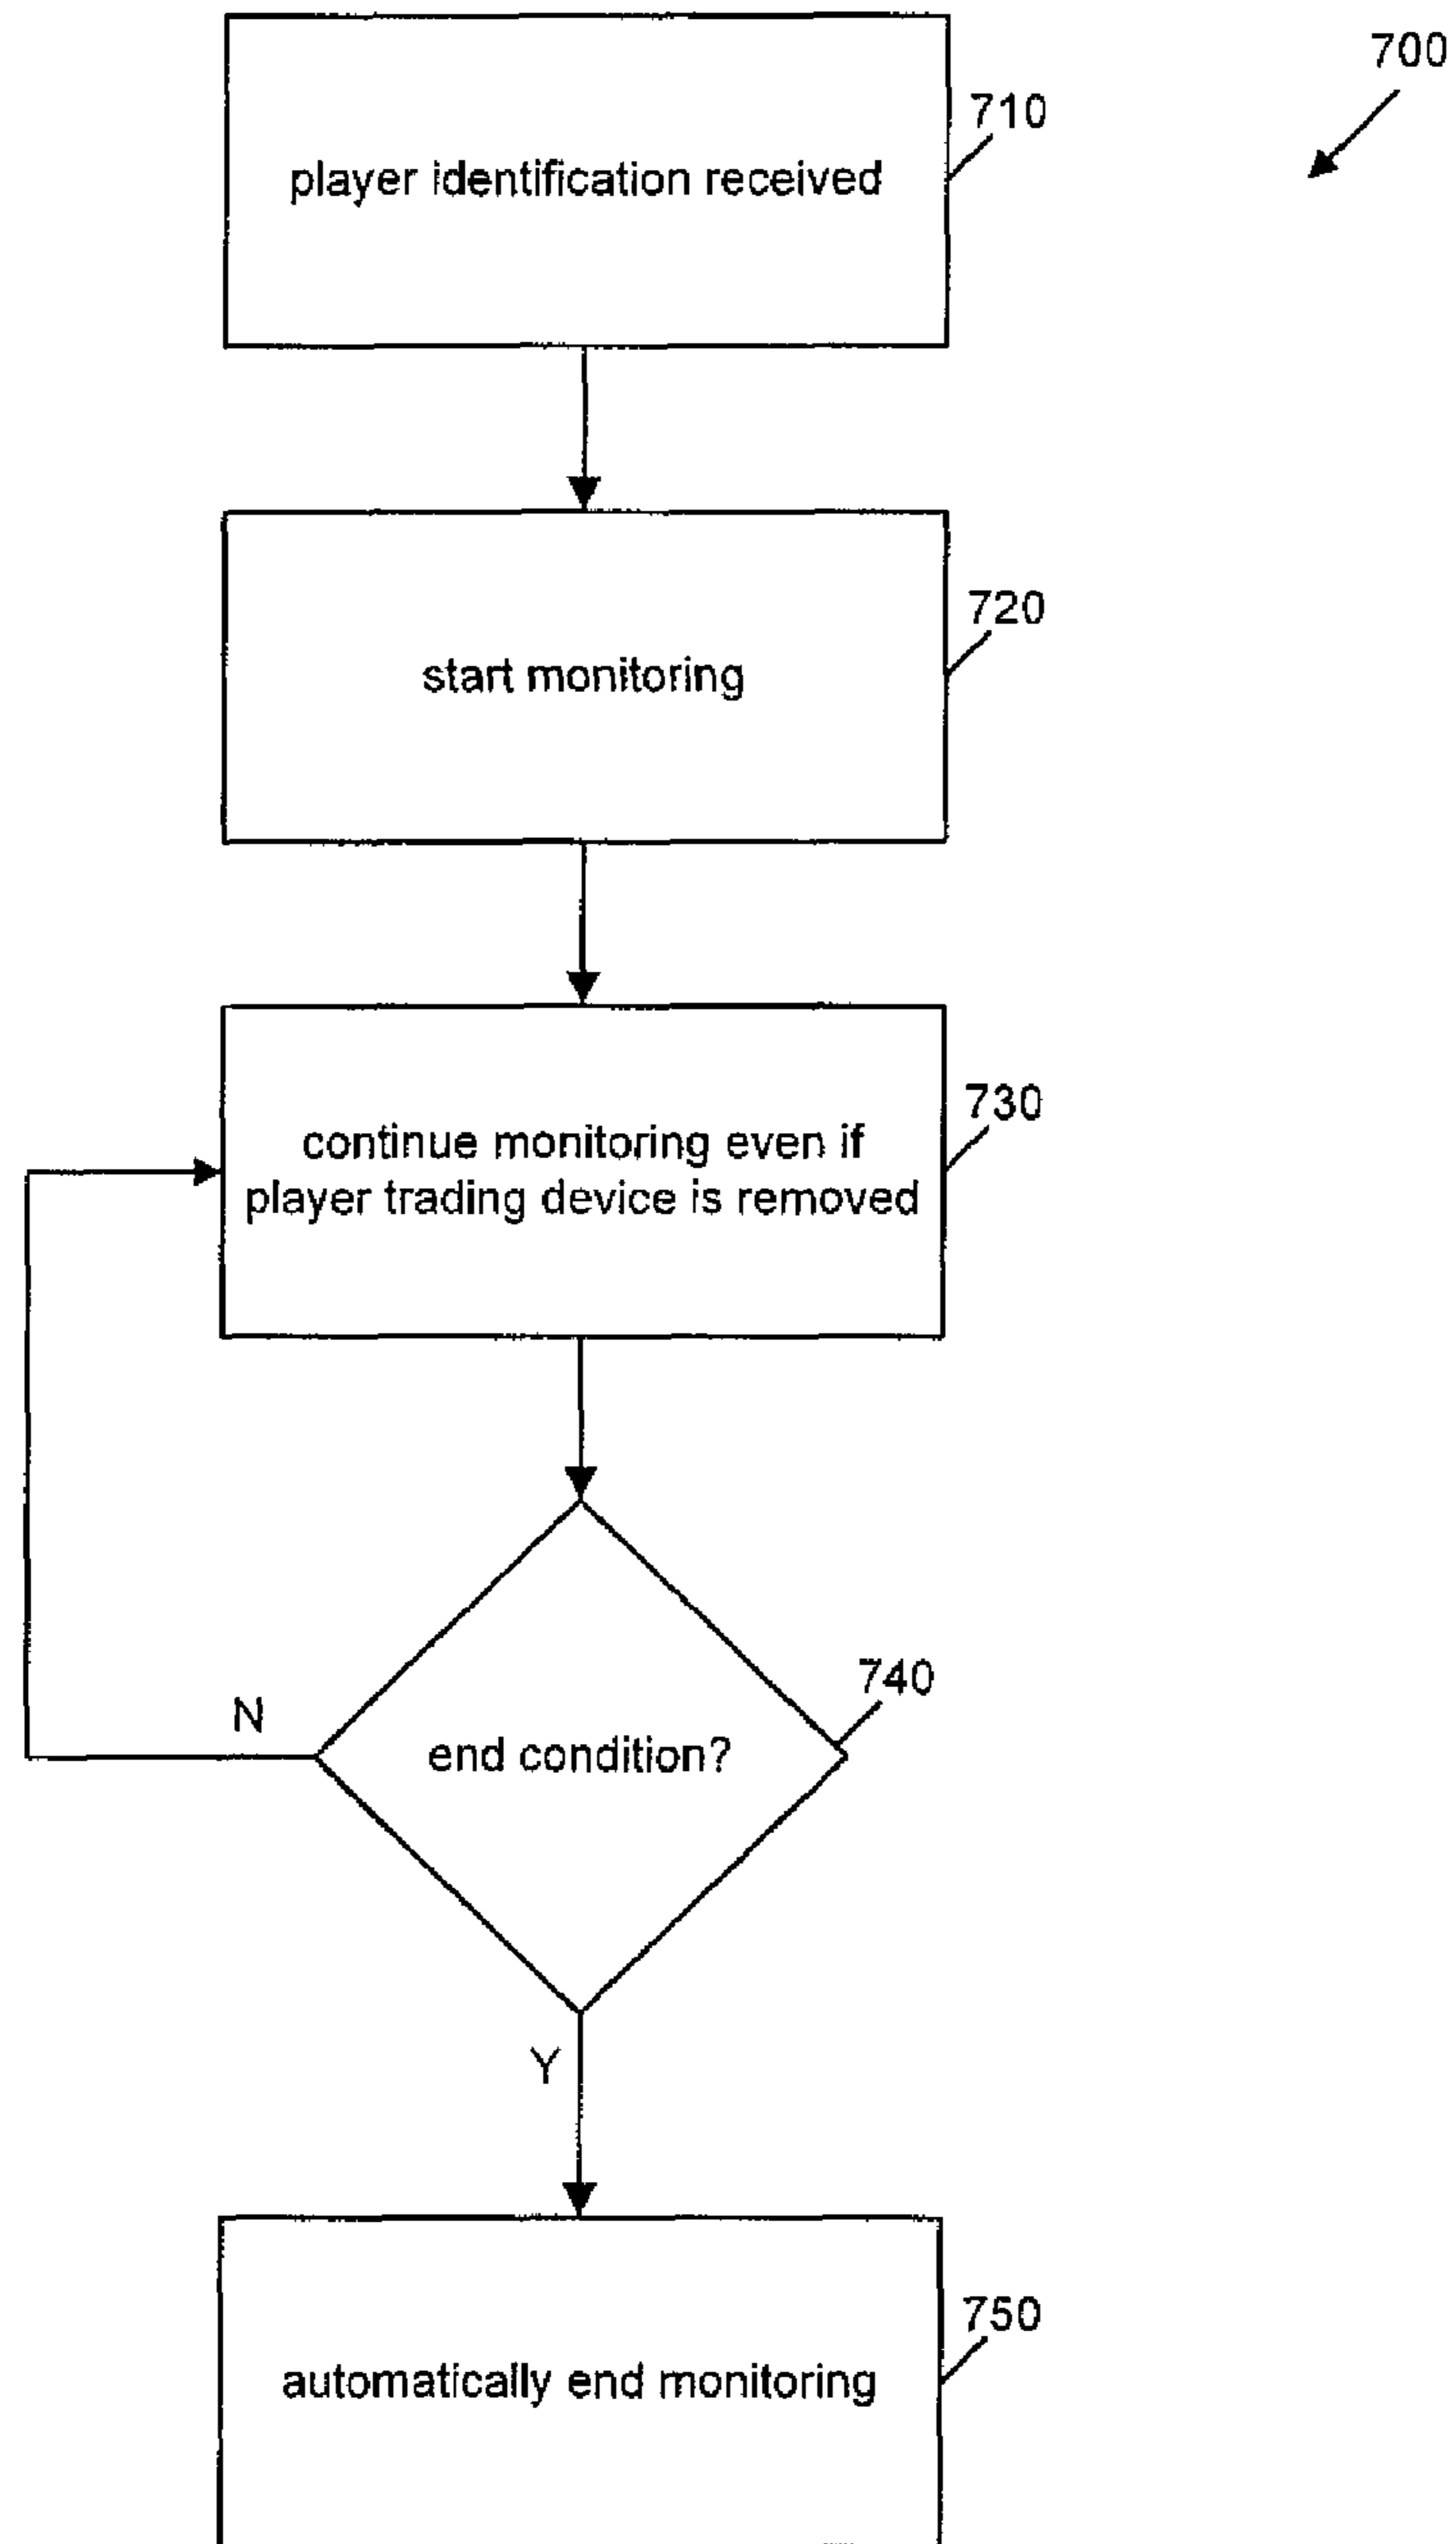 700
710
player identification received
720
start monitoring
730
continue monitoring even if
player trading device is removed
740
N
end condition?
Y
750
automatically end monitoring